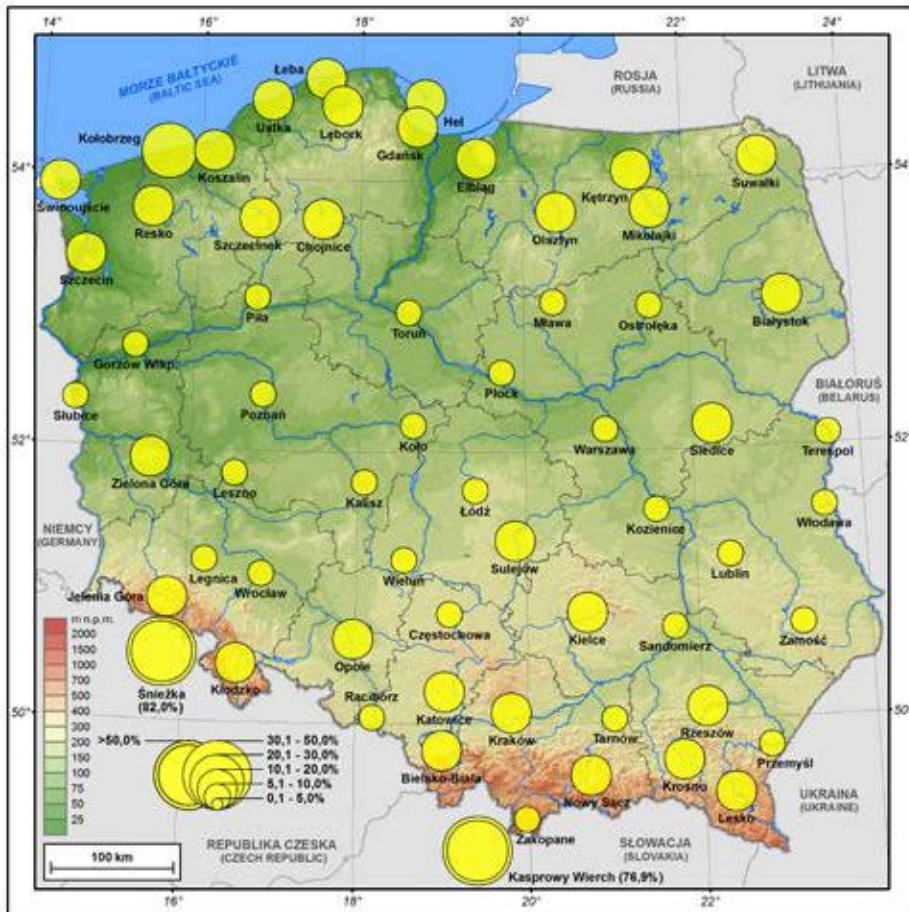 14° 16° 18° 20° 22° 24°
MORZE BAŁTYCKIE
(BALTIC SEA)
ROSJA
(RUSSIA)
LITWA
(LITHUANIA)
Łeba
Ustka
Lębork
Hel
Kołobrzeg
Koszalin
Gdańsk
54°
54°
Elbląg
Kętrzyn
Suwałki
Świnoujście
Resko
Szczecinek
Chojnice
Olsztyn
Mikołajki
Szczecin
Piła
Toruń
Mława
Ostrołęka
Białystok
Gorzów Wlkp.
Płock
BIAŁORUŚ
(BELARUS)
Słubice
Poznań
Koło
Warszawa
Siedlce
Terespol
52°
52°
Zielona Góra
Leszno
Kalisz
Łódź
Kozienice
Włodawa
NIEMCY
(GERMANY)
Sulejów
Legnica
Wrocław
Wieluń
Lublin
Jelenia Góra
Częstochowa
Kielce
Sandomierz
Zamość
m n.p.m.
2000
1500
1000
700
500
400
300
200
150
100
75
50
25
Śnieżka
(82,0%)
Kłodzko
Opole
Racibórz
Katowice
Kraków
Tarnów
Rzeszów
Przemyśl
50°
50°
>50,0%
30,1 - 50,0%
20,1 - 30,0%
10,1 - 20,0%
5,1 - 10,0%
0,1 - 5,0%
Bielsko-Biała
Nowy Sącz
Krosno
Lesko
UKRAINA
(UKRAINE)
Zakopane
REPUBLIKA CZESKA
(CZECH REPUBLIC)
SŁOWACJA
(SLOVAKIA)
100 km
Kasprowy Wierch (76,9%)
16° 18° 20° 22°